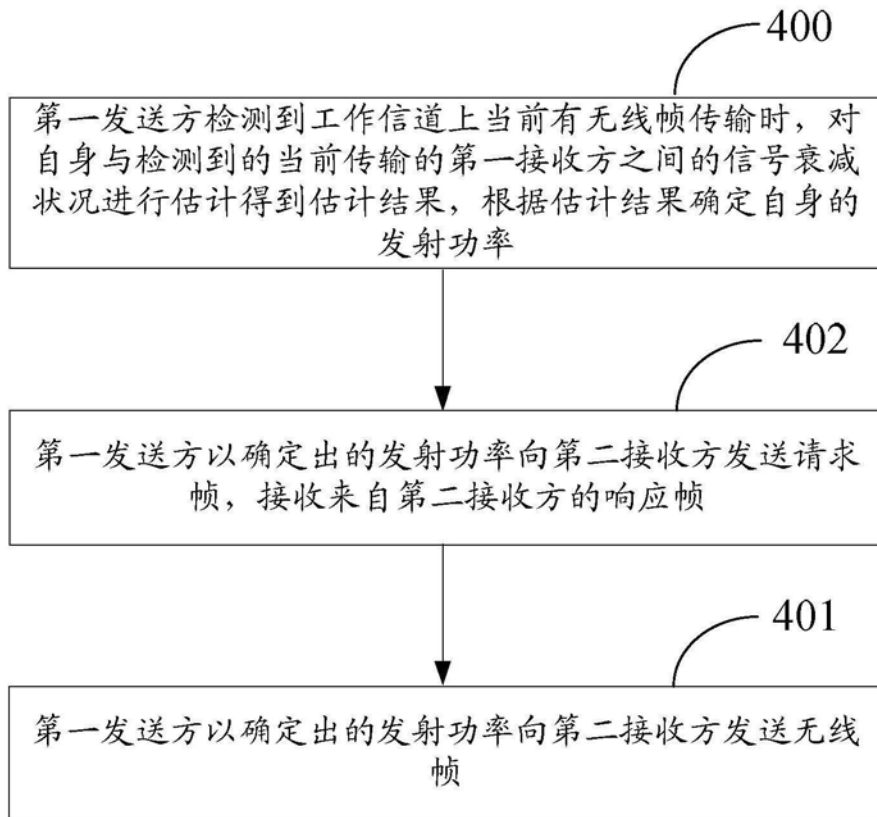 400
第一发送方检测到工作信道上当前有无线帧传输时，对
自身与检测到的当前传输的第一接收方之间的信号衰减
状况进行估计得到估计结果，根据估计结果确定自身的
发射功率
402
第一发送方以确定出的发射功率向第二接收方发送请求
帧，接收来自第二接收方的响应帧
401
第一发送方以确定出的发射功率向第二接收方发送无线
帧